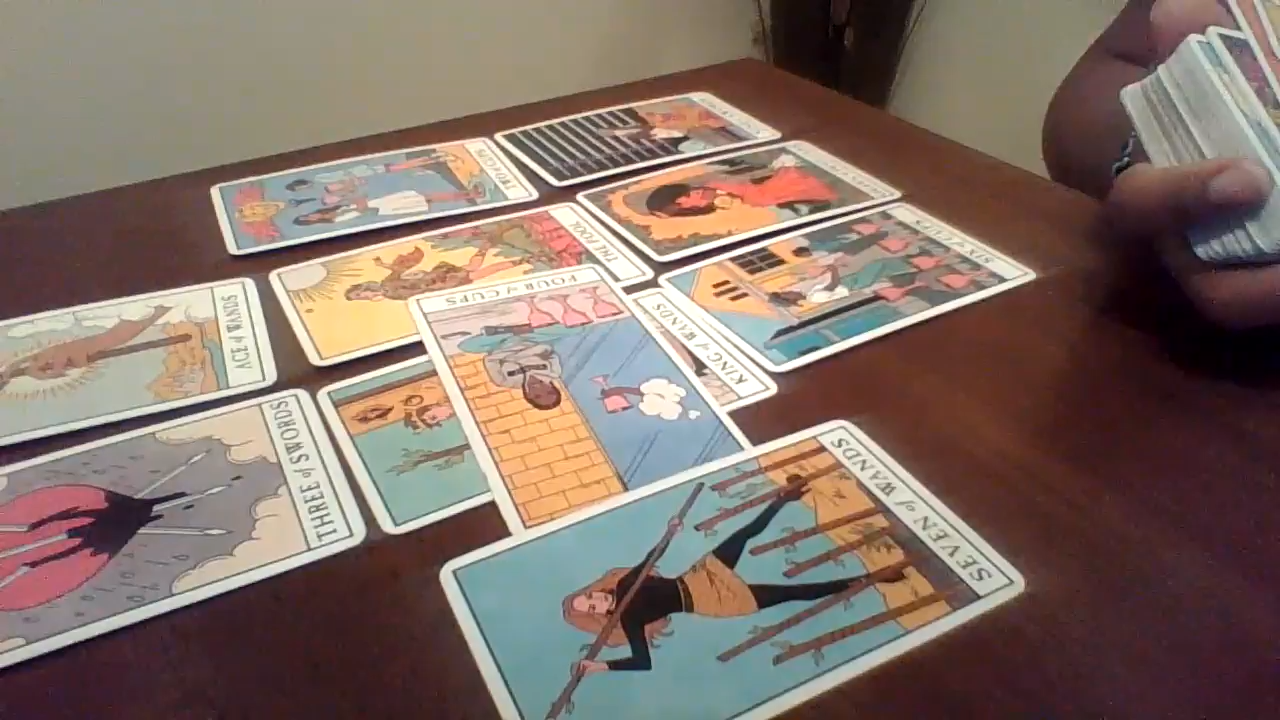 TWO of CUPS
THE FOOL
SIX of CUPS
FOUR of CUPS
KING of WANDS
ACE of WANDS
THREE of SWORDS
SEVEN of WANDS